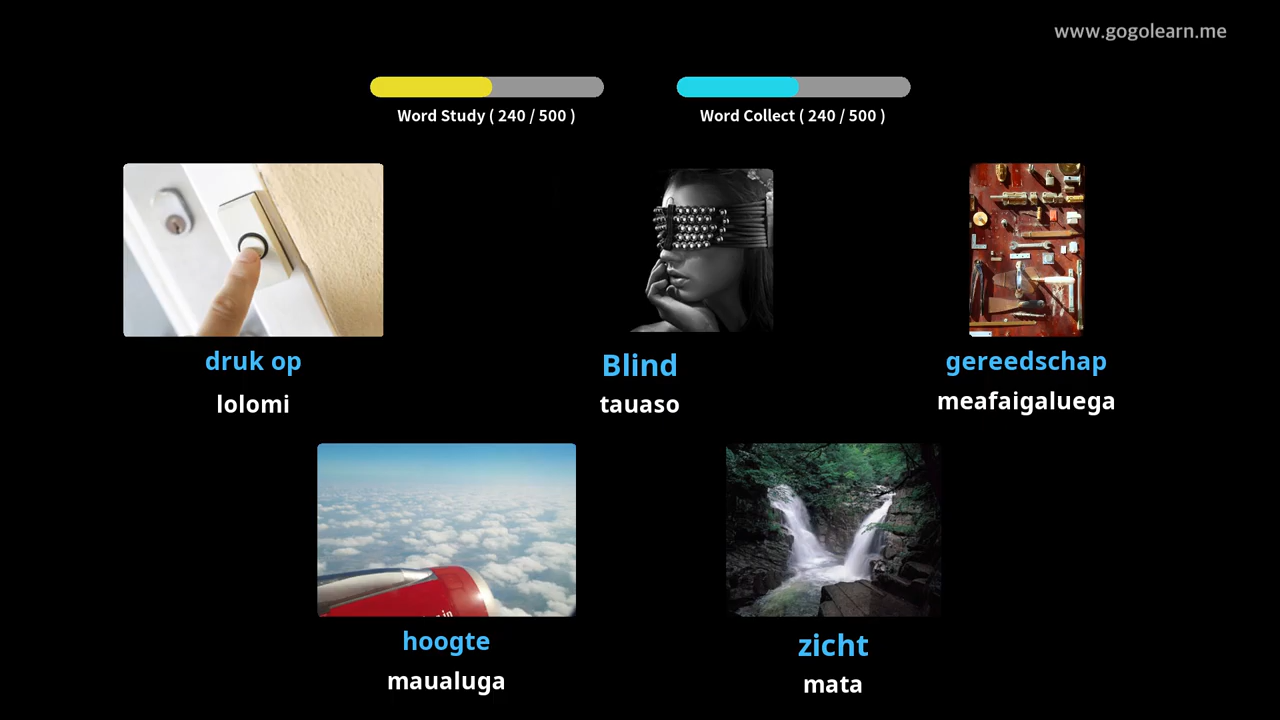 www.gogolearn.me
Word Study ( 240 / 500 )
Word Collect ( 240 / 500 )
druk op
lolomi
Blind
tauaso
gereedschap
meafaigaluega
hoogte
maualuga
zicht
mata